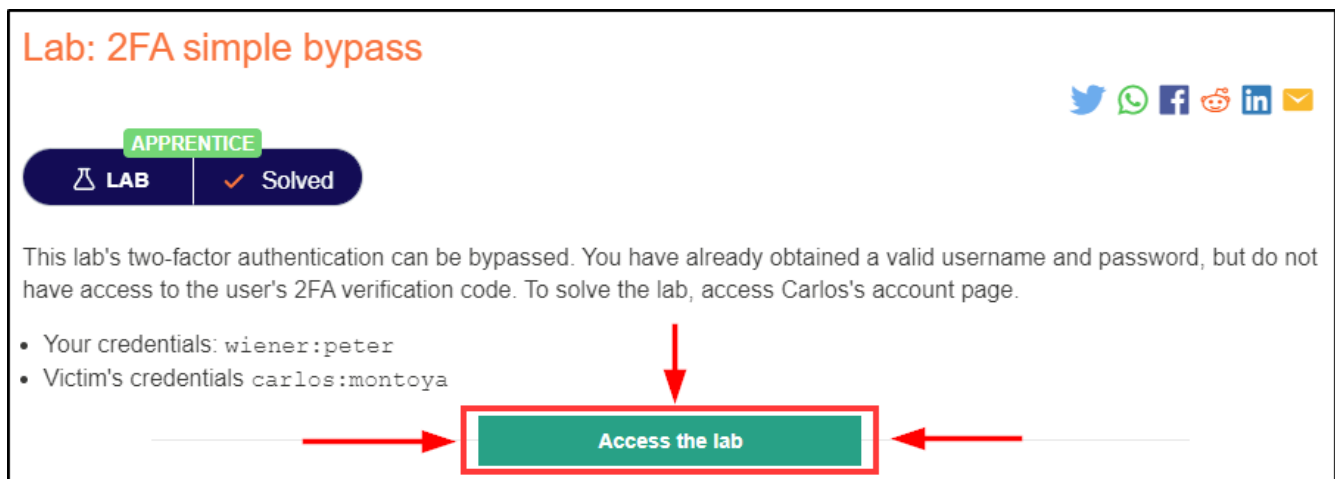 Lab: 2FA simple bypass
APPRENTICE
LAB
Solved
This lab's two-factor authentication can be bypassed. You have already obtained a valid username and password, but do not
have access to the user's 2FA verification code. To solve the lab, access Carlos's account page.
• Your credentials: wiener:peter
• Victim's credentials carlos:montoya
Access the lab